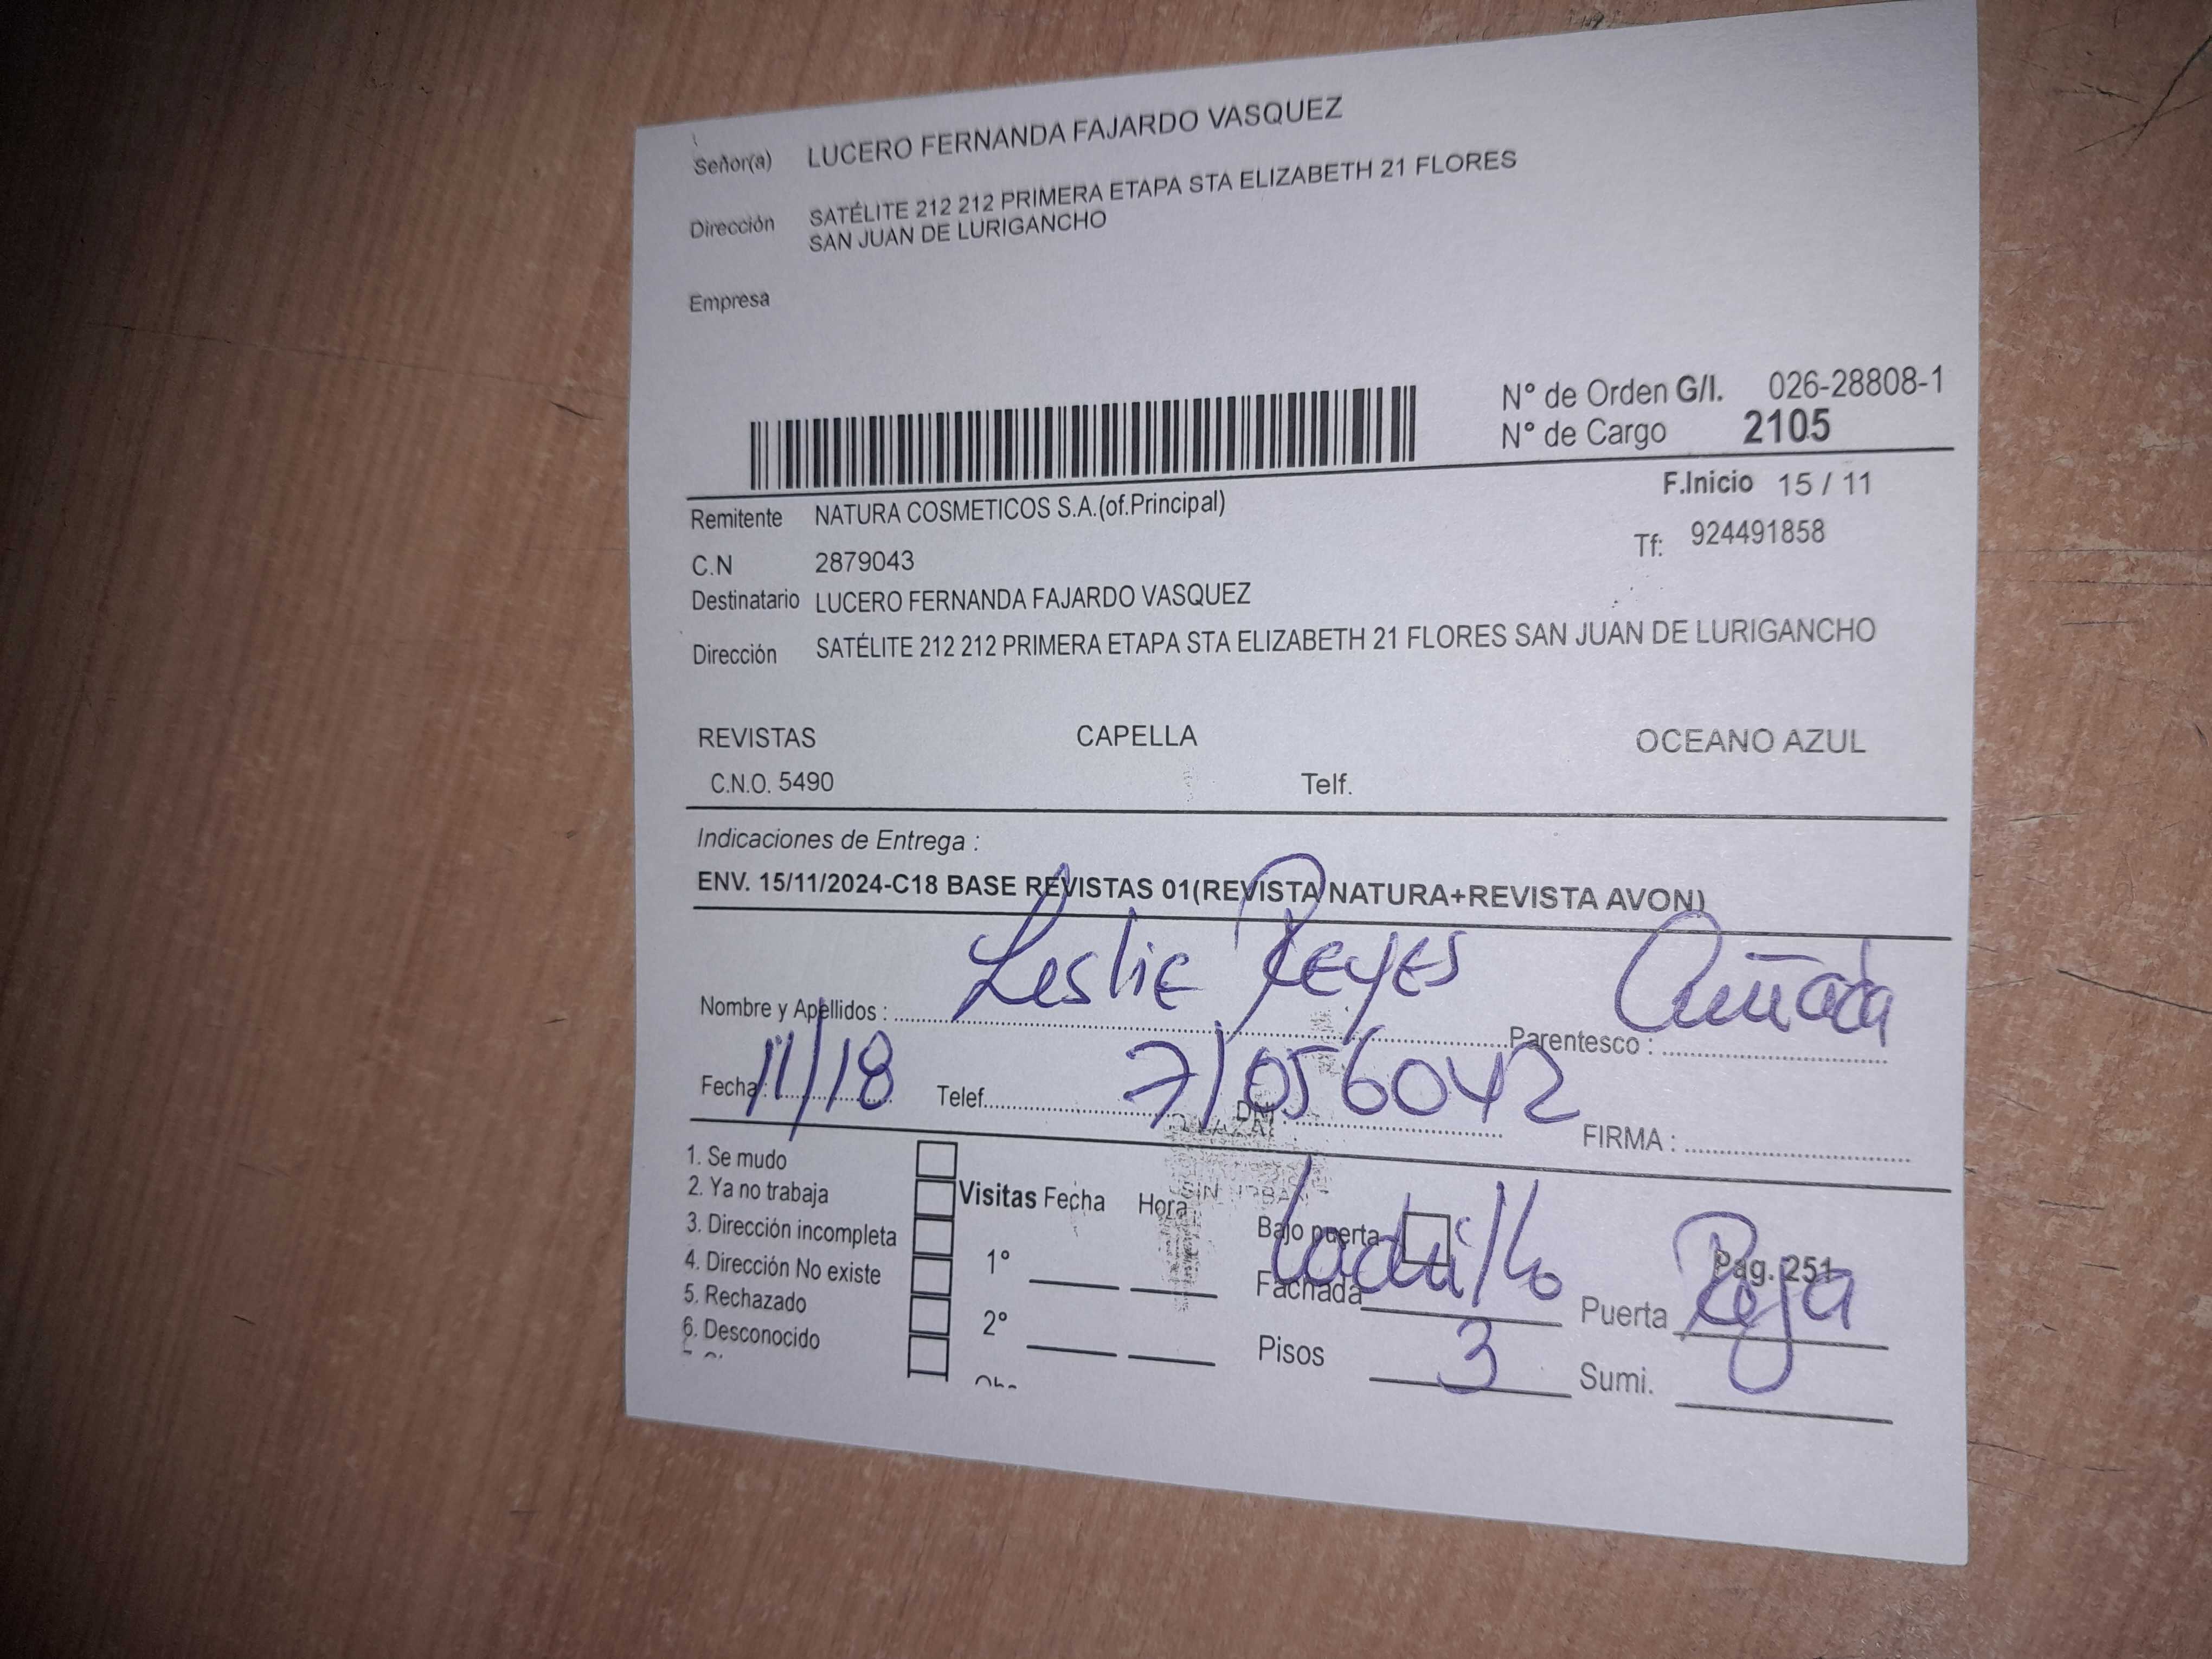 Señor(a) LUCERO FERNANDA FAJARDO VASQUEZ
Dirección SATÉLITE 212 212 PRIMERA ETAPA STA ELIZABETH 21 FLORES
SAN JUAN DE LURIGANCHO
Empresa
N° de Orden G/I. 026-28808-1
N° de Cargo 2105
F.Inicio 15 / 11
Remitente NATURA COSMETICOS S.A.(of.Principal)
Tf: 924491858
C.N 2879043
Destinatario LUCERO FERNANDA FAJARDO VASQUEZ
Dirección SATÉLITE 212 212 PRIMERA ETAPA STA ELIZABETH 21 FLORES SAN JUAN DE LURIGANCHO
REVISTAS CAPELLA OCEANO AZUL
C.N.O. 5490 Telf.
Indicaciones de Entrega :
ENV. 15/11/2024-C18 BASE REVISTAS 01(REVISTA NATURA+REVISTA AVON)
Nombre y Apellidos : Leslie Reyes Parentesco : Cuñada
Fecha: 11/18 Telef. DNI : 71056042 FIRMA :
1. Se mudo
2. Ya no trabaja Visitas Fecha Hora
3. Dirección incompleta Bajo puerta
4. Dirección No existe 1° Fachada Ladrillo Puerta Reja Pag. 251
5. Rechazado
6. Desconocido 2° Pisos 3 Sumi.